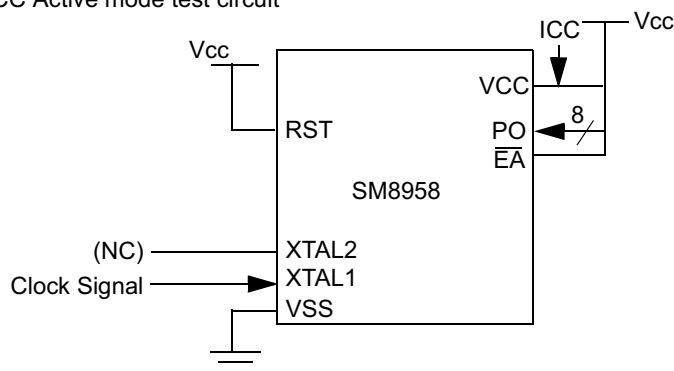 CC Active mode test circuit
ICC
Vcc
Vcc
VCC
8
RST
PO
EA
SM8958
(NC)
XTAL2
Clock Signal
XTAL1
VSS